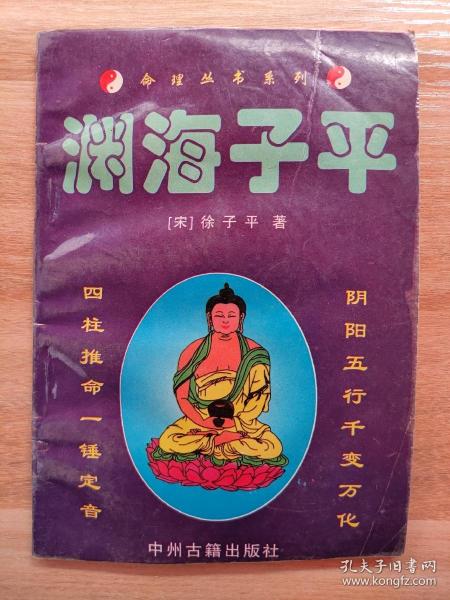 命理丛书系列
渊海子平
[宋]徐子平 著
四柱推命一锤定音
阴阳五行千变万化
中州古籍出版社
孔夫子旧书网
www.kongfz.com